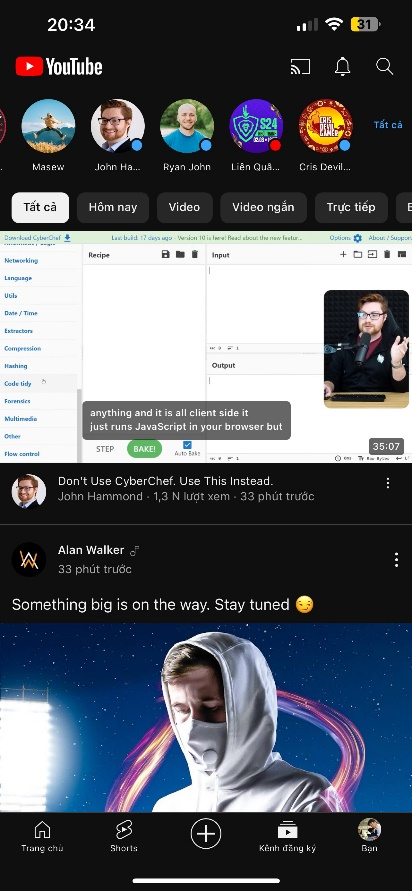 20:34
31
YouTube
Masew
John Ha...
Ryan John
Liên Quâ...
Cris Devil...
Tất cả
Tất cả
Hôm nay
Video
Video ngắn
Trực tiếp
Download CyberChef
Last build: 17 days ago - Version 10 is here! Read about the new featur...
Options
About / Support
Networking
Language
Utils
Date / Time
Extractors
Compression
Hashing
Code tidy
Forensics
Multimedia
Other
Flow control
Recipe
Input
Output
anything and it is all client side it
just runs JavaScript in your browser but
STEP
BAKE!
Auto Bake
35:07
Don't Use CyberChef. Use This Instead.
John Hammond · 1,3 N lượt xem · 33 phút trước
Alan Walker
33 phút trước
Something big is on the way. Stay tuned 😏
Trang chủ
Shorts
Kênh đăng ký
Bạn